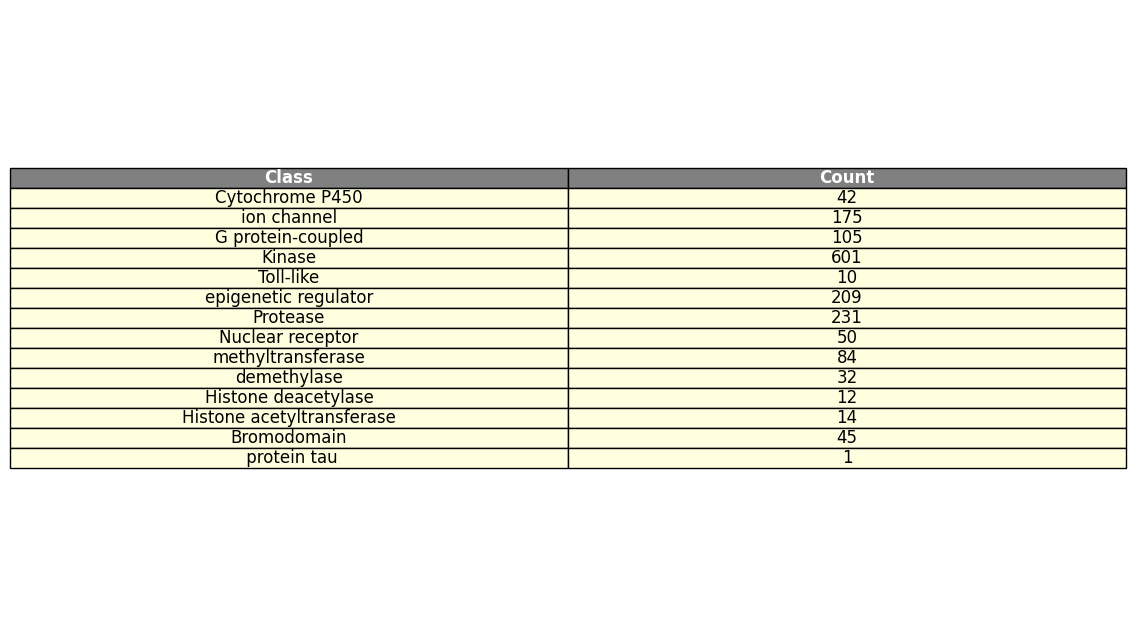 Class Count
Cytochrome P450 42
ion channel 175
G protein-coupled 105
Kinase 601
Toll-like 10
epigenetic regulator 209
Protease 231
Nuclear receptor 50
methyltransferase 84
demethylase 32
Histone deacetylase 12
Histone acetyltransferase 14
Bromodomain 45
protein tau 1